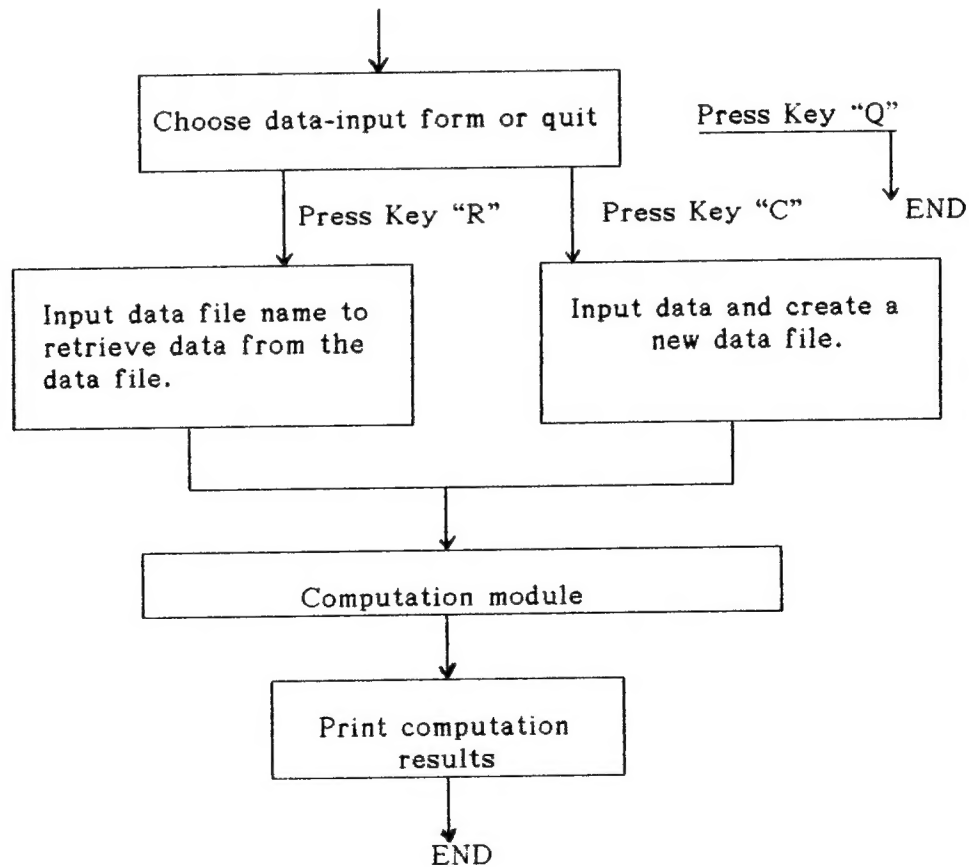 Choose data-input form or quit
Press Key “Q”
END
Press Key “R”
Press Key “C”
Input data file name to
retrieve data from the
data file.
Input data and create a
new data file.
Computation module
Print computation
results
END